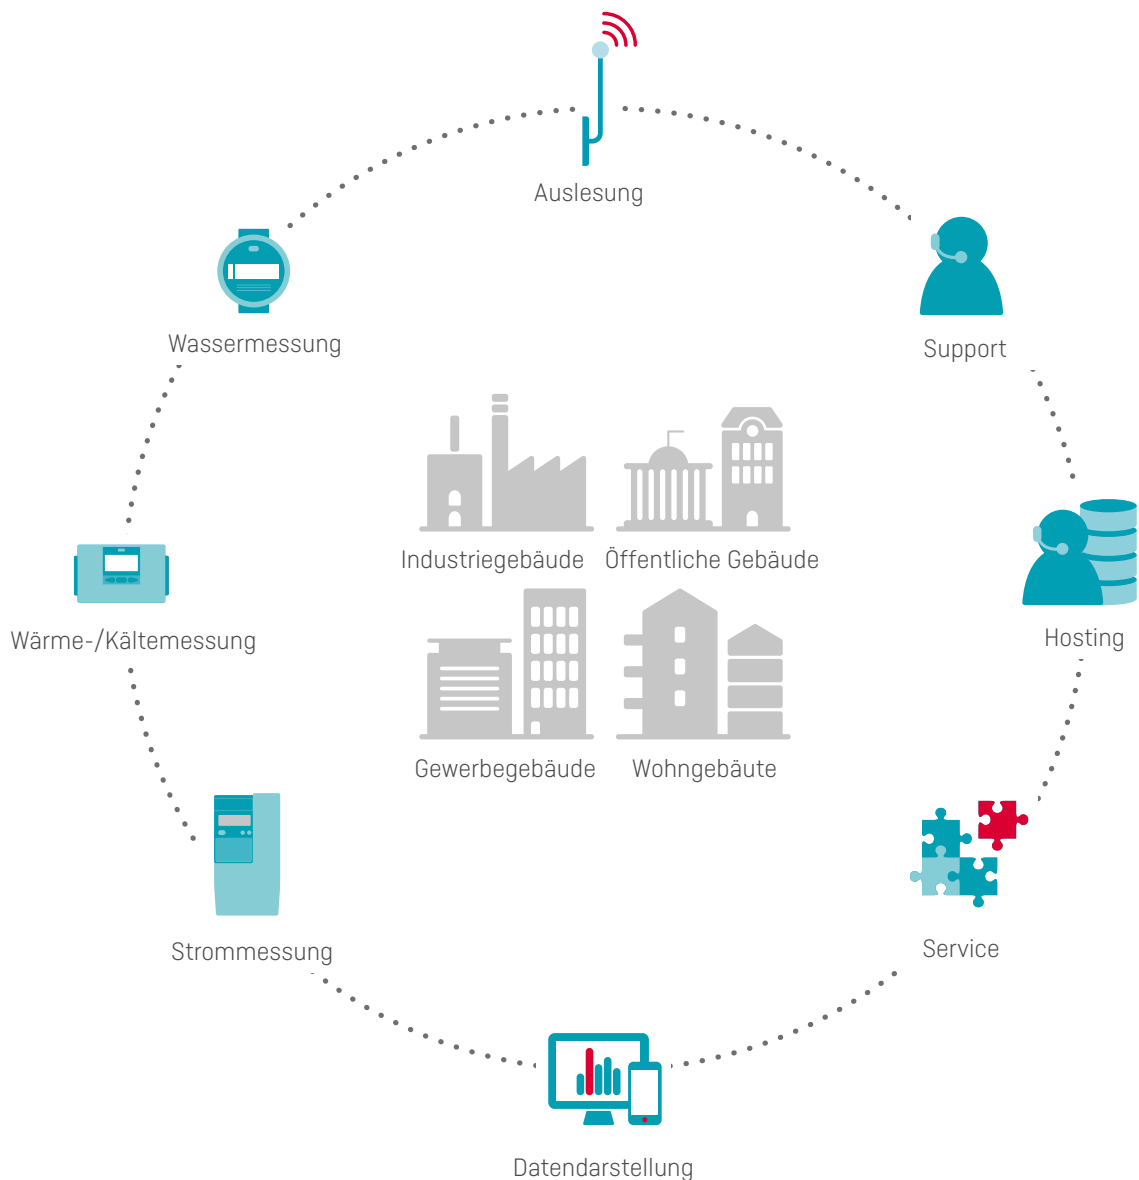 Auslesung
Wassermessung
Support
Industriegebäude
Öffentliche Gebäude
Wärme-/Kältemessung
Hosting
Gewerbegebäude
Wohngebäute
Strommessung
Service
Datendarstellung